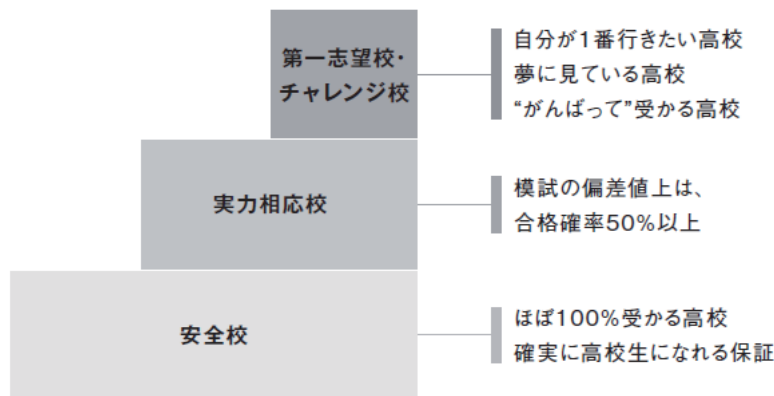 第一志望校・
チャレンジ校
自分が1番行きたい高校
夢に見ている高校
“がんばって”受かる高校
実力相応校
模試の偏差値上は、
合格確率50%以上
安全校
ほぼ100%受かる高校
確実に高校生になれる保証